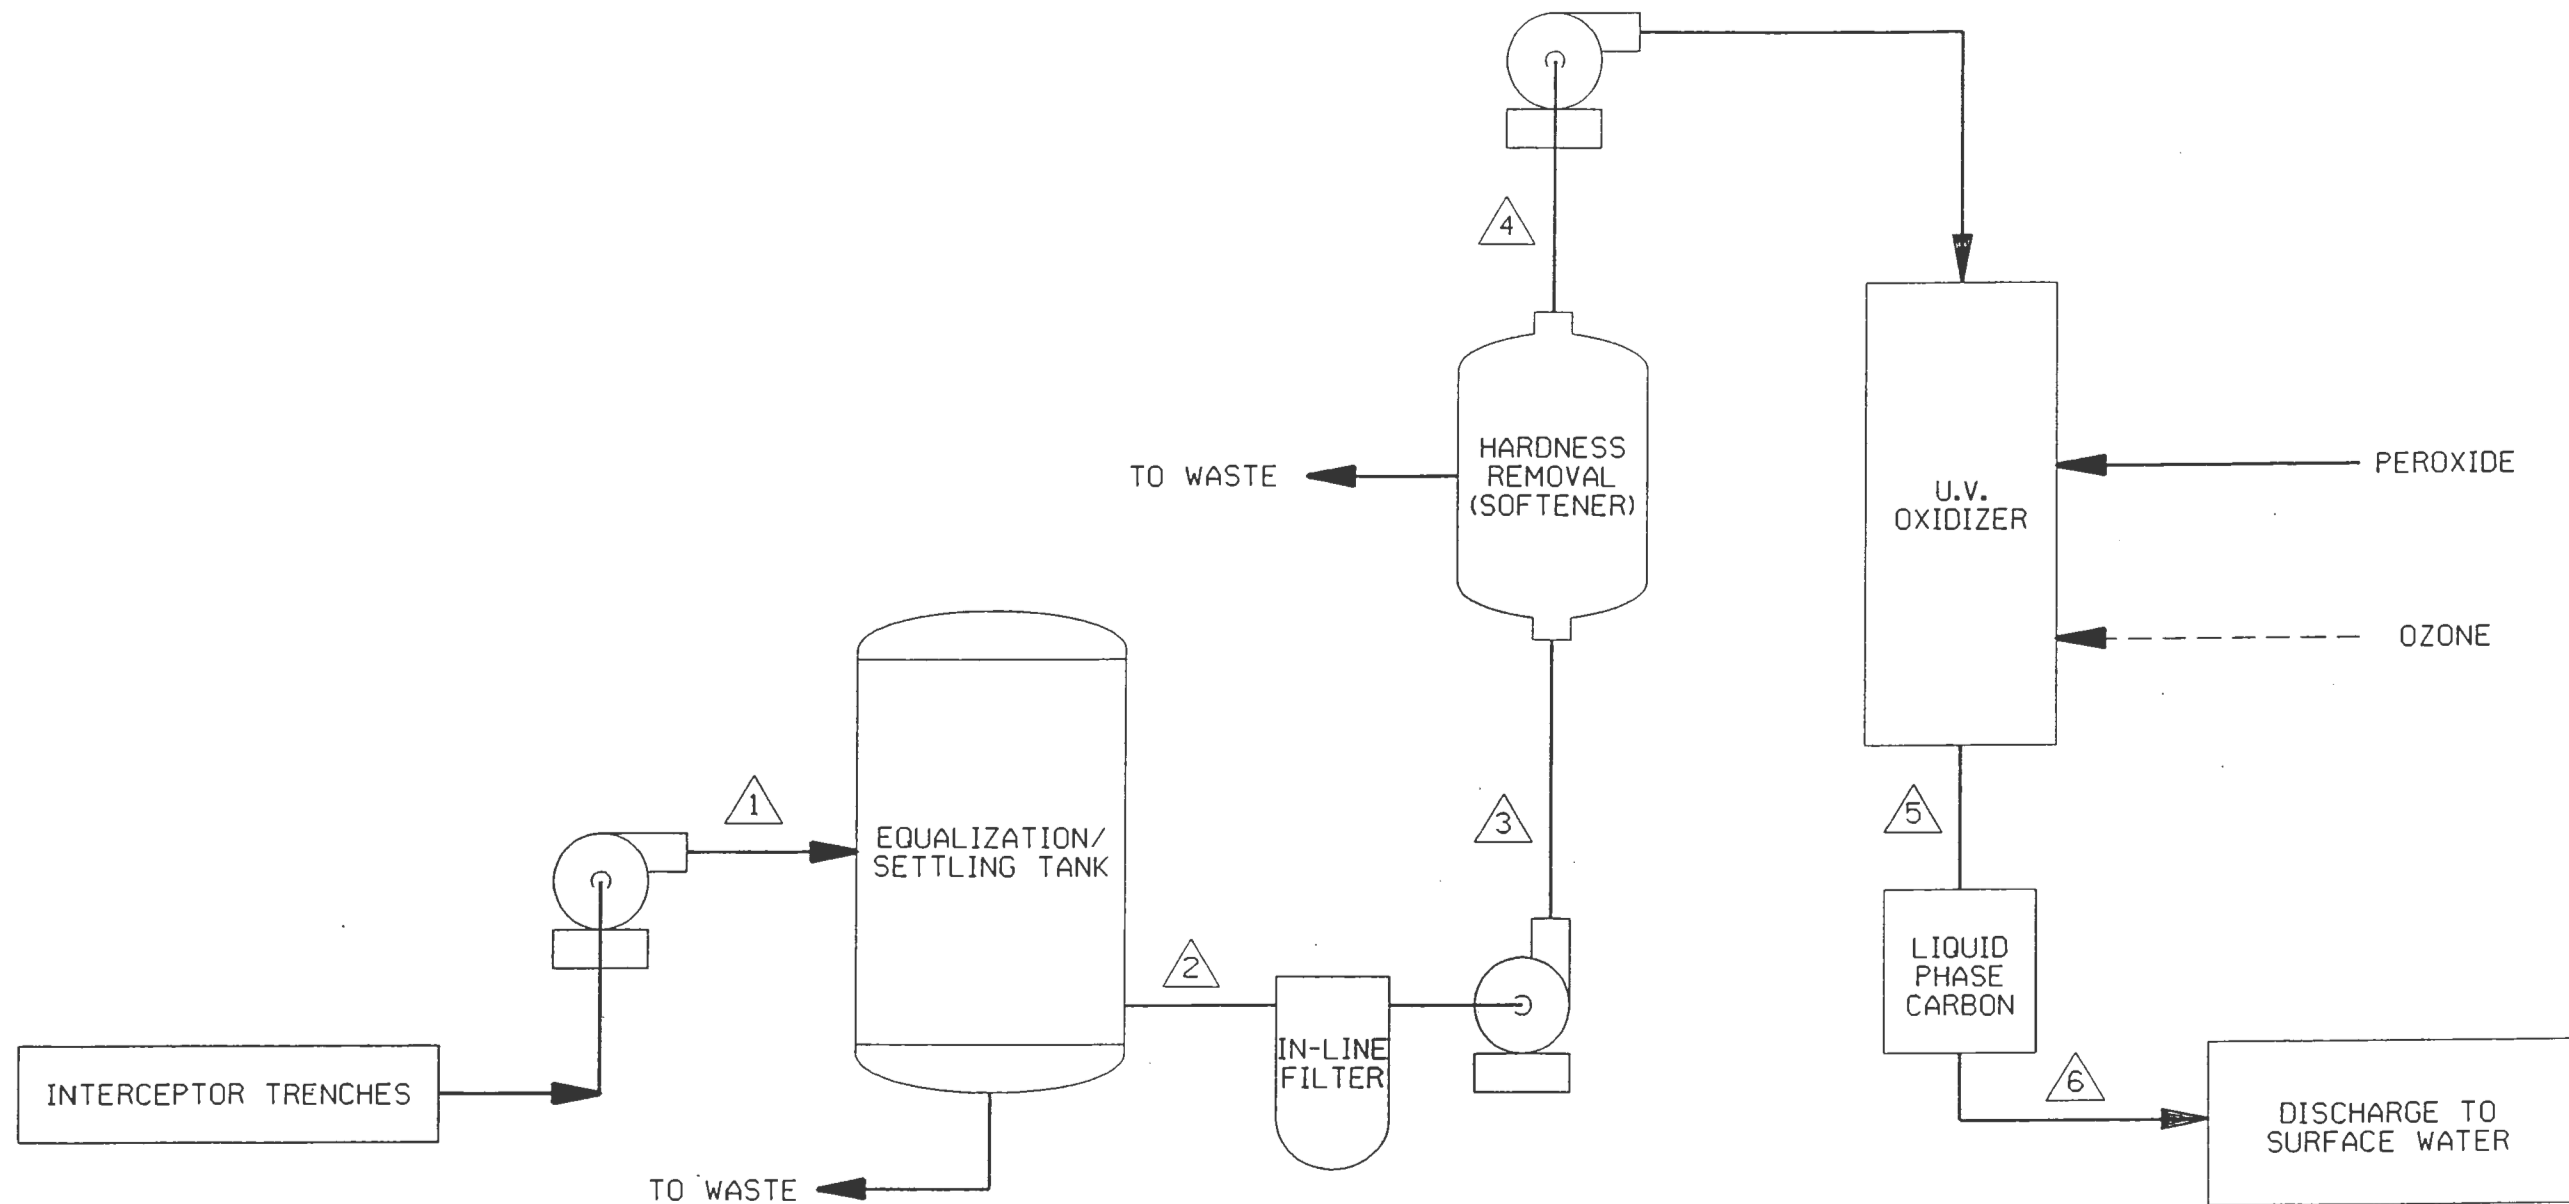 4
HARDNESS
REMOVAL
(SOFTENER)
TO WASTE
U.V.
OXIDIZER
PEROXIDE
OZONE
1
EQUALIZATION/
SETTLING TANK
3
5
2
LIQUID
PHASE
CARBON
IN-LINE
FILTER
INTERCEPTOR TRENCHES
6
DISCHARGE TO
SURFACE WATER
TO WASTE